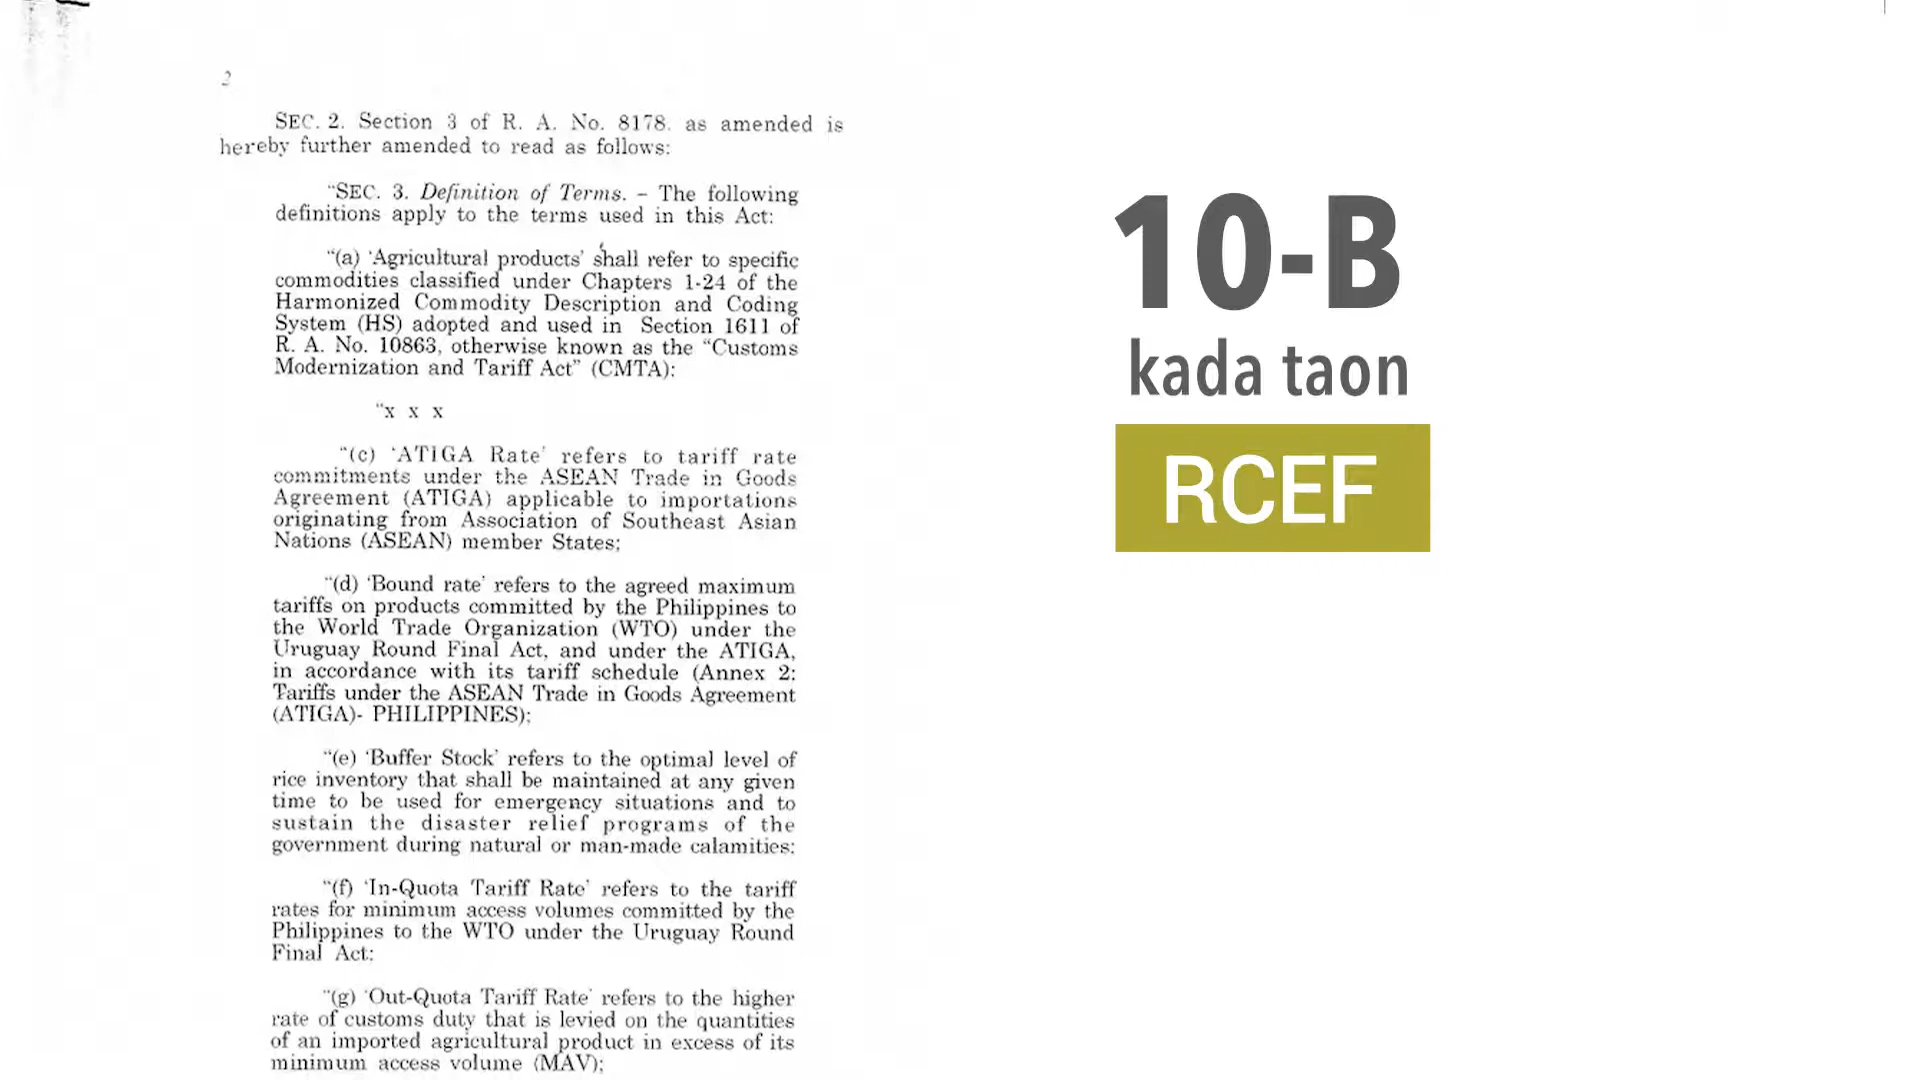 2
SEC. 2. Section 3 of R. A. No. 8178. as amended is
hereby further amended to read as follows:
"SEC. 3. Definition of Terms. – The following
definitions apply to the terms used in this Act:
"(a) 'Agricultural products' shall refer to specific
commodities classified under Chapters 1-24 of the
Harmonized Commodity Description and Coding
System (HS) adopted and used in Section 1611 of
R. A. No. 10863, otherwise known as the "Customs
Modernization and Tariff Act" (CMTA);
"x x x
"(c) 'ATIGA Rate' refers to tariff rate
commitments under the ASEAN Trade in Goods
Agreement (ATIGA) applicable to importations
originating from Association of Southeast Asian
Nations (ASEAN) member States;
"(d) 'Bound rate' refers to the agreed maximum
tariffs on products committed by the Philippines to
the World Trade Organization (WTO) under the
Uruguay Round Final Act, and under the ATIGA,
in accordance with its tariff schedule (Annex 2:
Tariffs under the ASEAN Trade in Goods Agreement
(ATIGA)- PHILIPPINES);
"(e) 'Buffer Stock' refers to the optimal level of
rice inventory that shall be maintained at any given
time to be used for emergency situations and to
sustain the disaster relief programs of the
government during natural or man-made calamities;
"(f) 'In-Quota Tariff Rate' refers to the tariff
rates for minimum access volumes committed by the
Philippines to the WTO under the Uruguay Round
Final Act;
"(g) 'Out-Quota Tariff Rate' refers to the higher
rate of customs duty that is levied on the quantities
of an imported agricultural product in excess of its
minimum access volume (MAV);
10-B
kada taon
RCEF